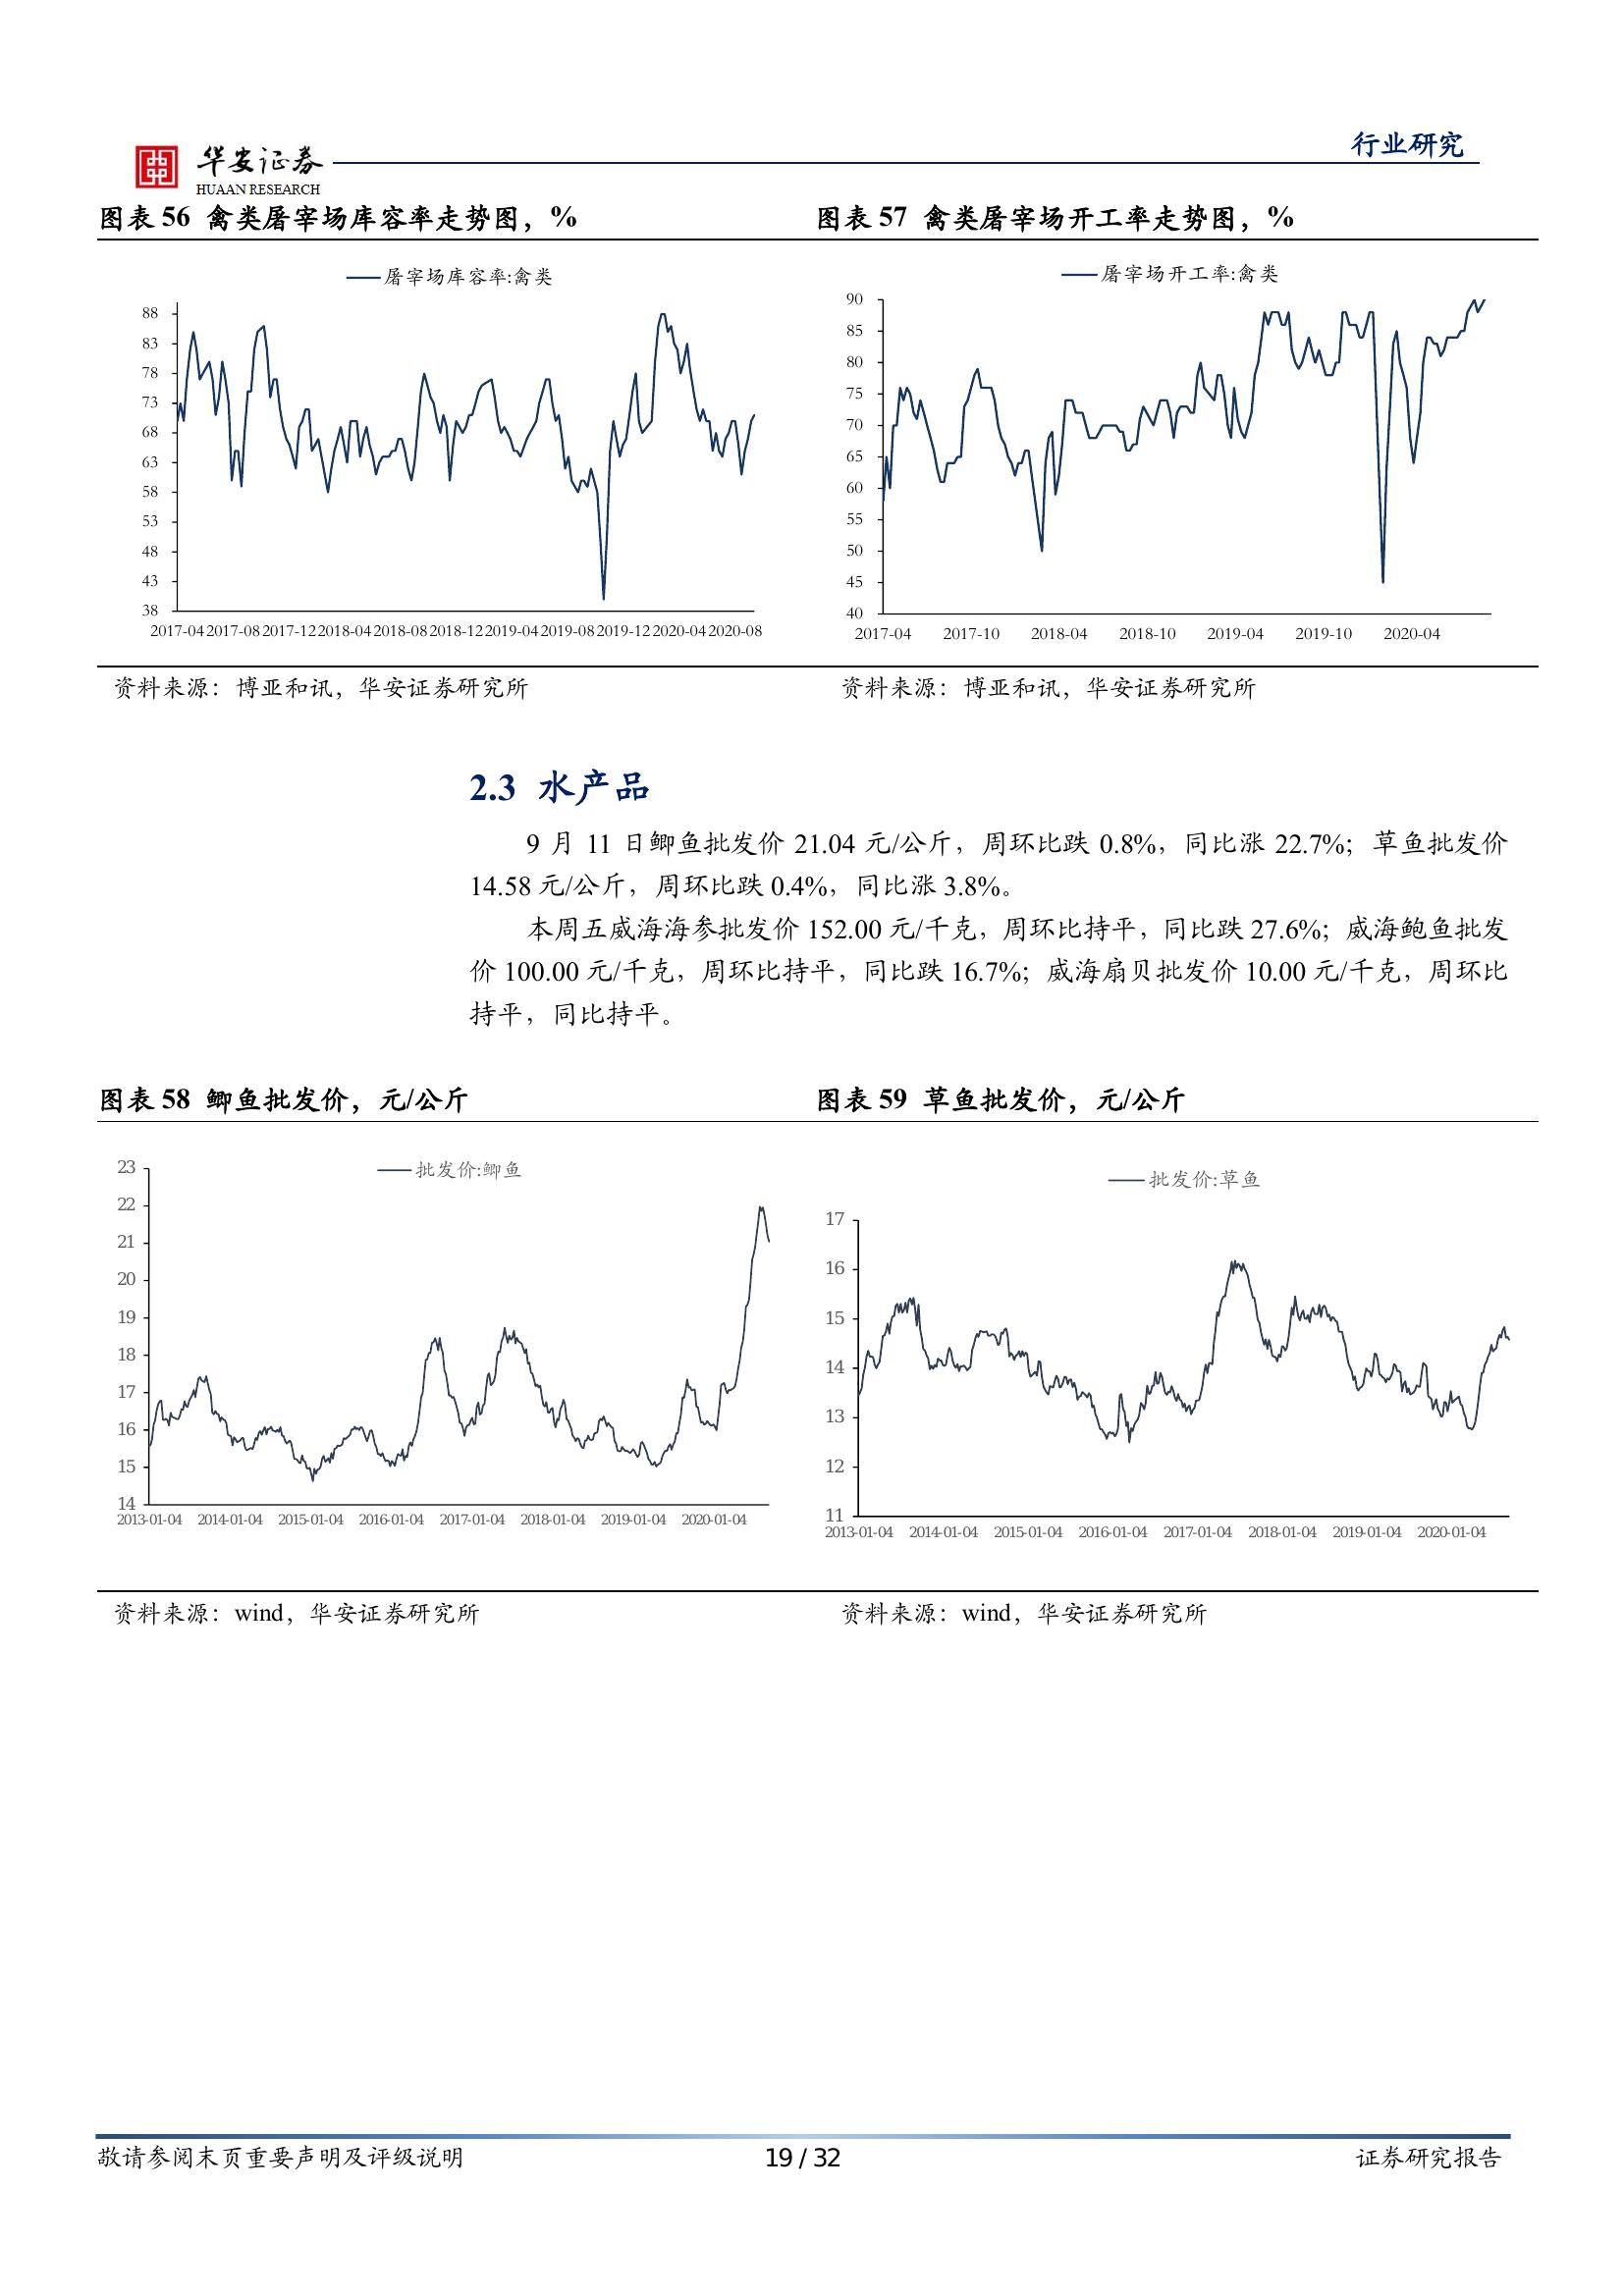 行业研究
华安证券
HUAAN RESEARCH
图表 56 禽类屠宰场库容率走势图，%
图表 57 禽类屠宰场开工率走势图，%
屠宰场库容率:禽类
88
83
78
73
68
63
58
53
48
43
38
2017-04 2017-08 2017-12 2018-04 2018-08 2018-12 2019-04 2019-08 2019-12 2020-04 2020-08
屠宰场开工率:禽类
90
85
80
75
70
65
60
55
50
45
40
2017-04 2017-10 2018-04 2018-10 2019-04 2019-10 2020-04
资料来源：博亚和讯，华安证券研究所
资料来源：博亚和讯，华安证券研究所
2.3 水产品
9 月 11 日鲫鱼批发价 21.04 元/公斤，周环比跌 0.8%，同比涨 22.7%；草鱼批发价
14.58 元/公斤，周环比跌 0.4%，同比涨 3.8%。
本周五威海海参批发价 152.00 元/千克，周环比持平，同比跌 27.6%；威海鲍鱼批发
价 100.00 元/千克，周环比持平，同比跌 16.7%；威海扇贝批发价 10.00 元/千克，周环比
持平，同比持平。
图表 58 鲫鱼批发价，元/公斤
图表 59 草鱼批发价，元/公斤
批发价:鲫鱼
23
22
21
20
19
18
17
16
15
14
2013-01-04 2014-01-04 2015-01-04 2016-01-04 2017-01-04 2018-01-04 2019-01-04 2020-01-04
批发价:草鱼
17
16
15
14
13
12
11
2013-01-04 2014-01-04 2015-01-04 2016-01-04 2017-01-04 2018-01-04 2019-01-04 2020-01-04
资料来源：wind，华安证券研究所
资料来源：wind，华安证券研究所
敬请参阅末页重要声明及评级说明
19 / 32
证券研究报告